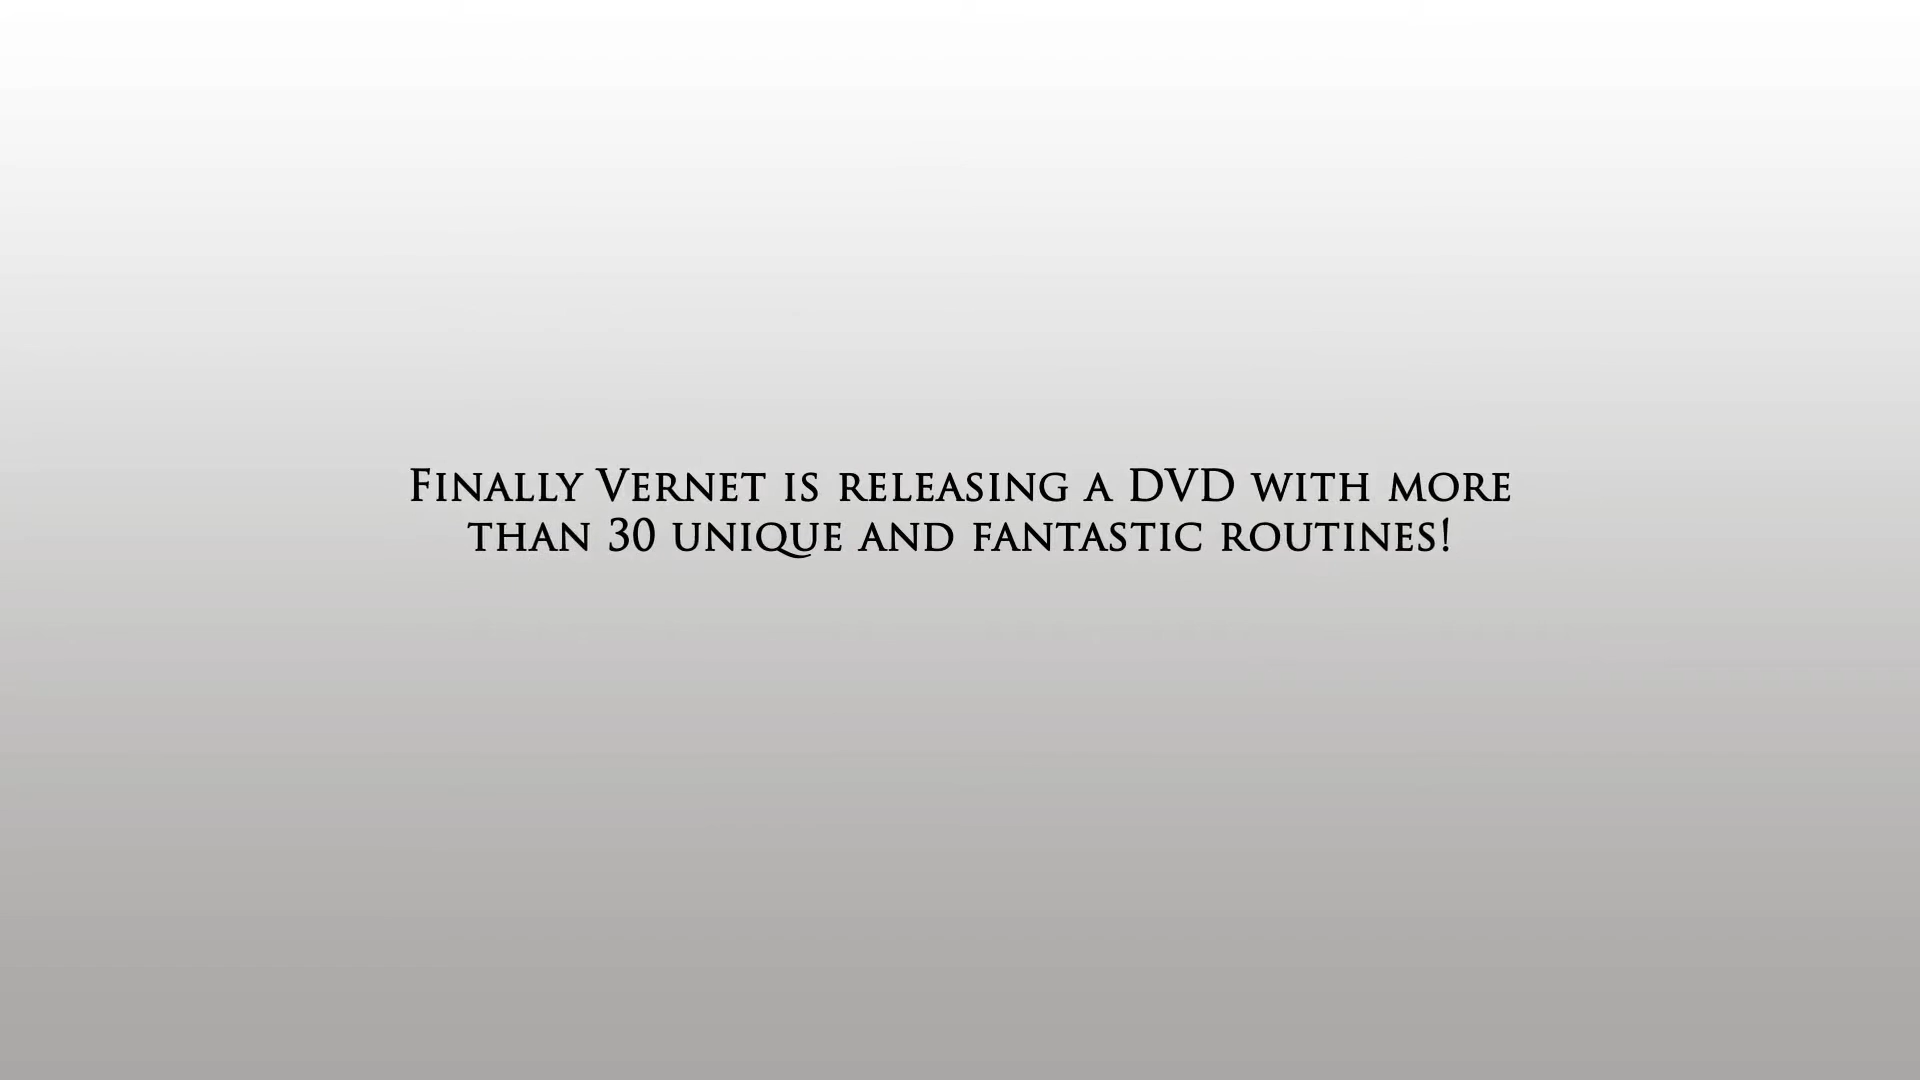 Finally Vernet is releasing a DVD with more
than 30 unique and fantastic routines!